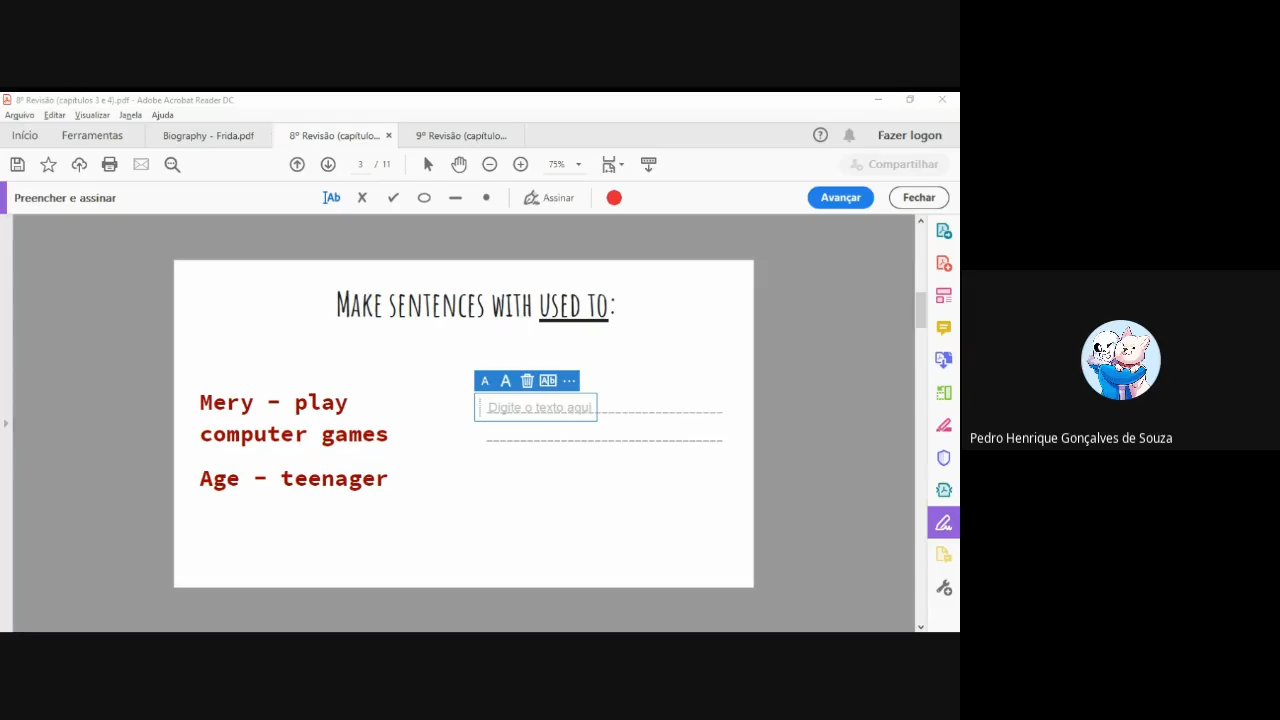 8º Revisão (capítulos 3 e 4).pdf - Adobe Acrobat Reader DC
Arquivo Editar Visualizar Janela Ajuda
Início Ferramentas Biography - Frida.pdf 8º Revisão (capítulo... × 9º Revisão (capítulo... Fazer logon
3 / 11 75% Compartilhar
Preencher e assinar Ab Assinar Avançar Fechar
MAKE SENTENCES WITH USED TO:
A A Ab ...
Mery - play
computer games
Age - teenager
Digite o texto aqui
Pedro Henrique Gonçalves de Souza